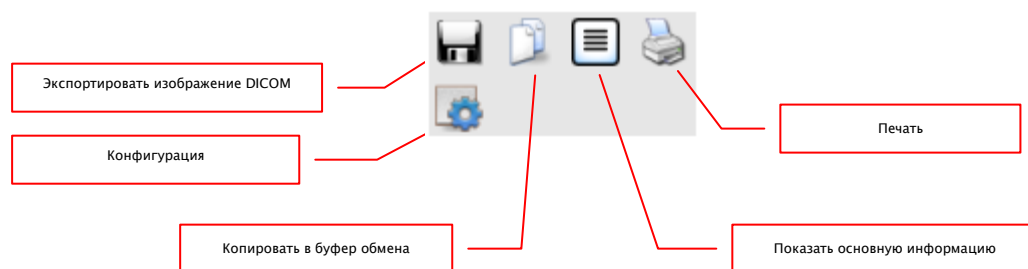 Экспортировать изображение DICOM
Печать
Конфигурация
Копировать в буфер обмена
Показать основную информацию